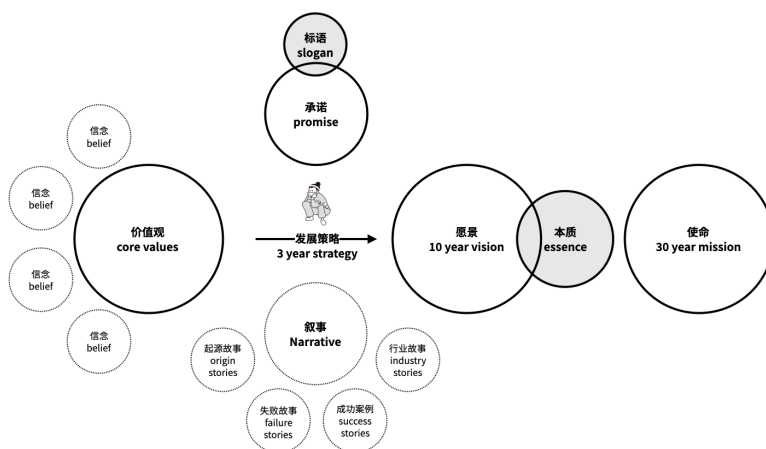 标语
slogan
承诺
promise
信念
belief
信念
belief
信念
belief
信念
belief
价值观
core values
发展策略
3 year strategy
愿景
10 year vision
本质
essence
使命
30 year mission
叙事
Narrative
起源故事
origin
stories
失败故事
failure
stories
成功案例
success
stories
行业故事
industry
stories